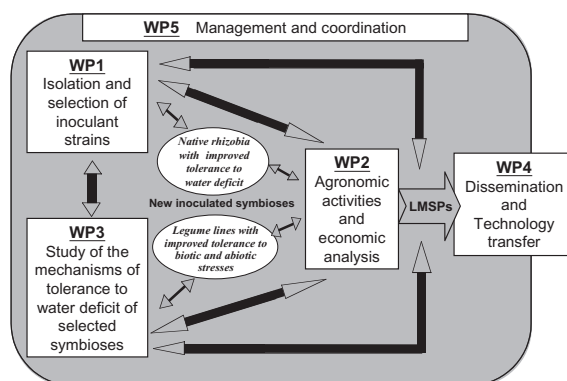 WP5 Management and coordination
WP1
Isolation and
selection of
inoculant
strains
Native rhizobia
with improved
tolerance to
water deficit
New inoculated symbioses
Legume lines with
improved tolerance to
biotic and abiotic
stresses
WP3
Study of the
mechanisms of
tolerance to
water deficit of
selected
symbioses
WP2
Agronomic
activities
and
economic
analysis
LMSPs
WP4
Dissemination
and
Technology
transfer